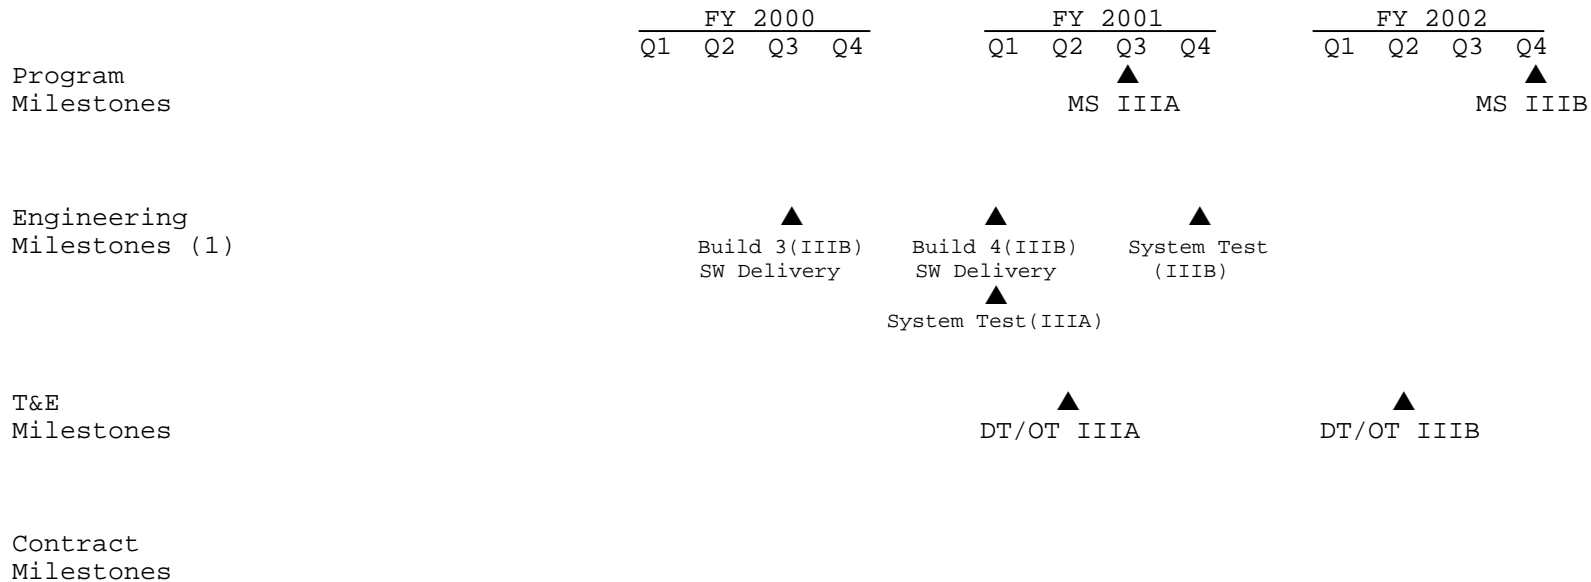 FY 2000 FY 2001 FY 2002
Q1 Q2 Q3 Q4 Q1 Q2 Q3 Q4 Q1 Q2 Q3 Q4
Program
Milestones MS IIIA MS IIIB
Engineering
Milestones (1) Build 3(IIIB) Build 4(IIIB) System Test
SW Delivery SW Delivery (IIIB)
System Test(IIIA)
T&E
Milestones DT/OT IIIA DT/OT IIIB
Contract
Milestones